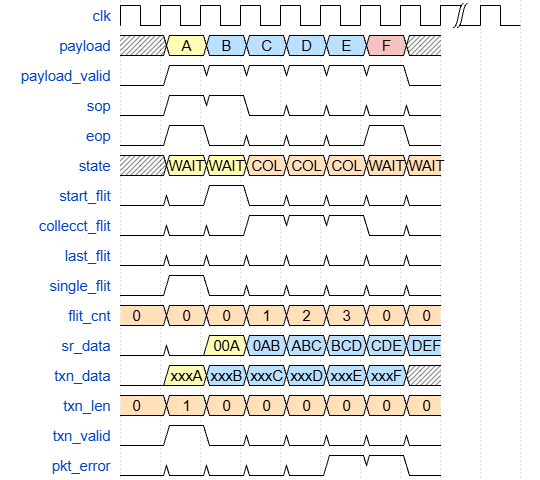 clk
payload A B C D E F
payload_valid
sop
eop
state WAIT WAIT COL COL COL WAIT WAIT
start_flit
collecct_flit
last_flit
single_flit
flit_cnt 0 0 0 1 2 3 0 0
sr_data 00A 0AB ABC BCD CDE DEF
txn_data xxxA xxxB xxxC xxxD xxxE xxxF
txn_len 0 1 0 0 0 0 0 0
txn_valid
pkt_error